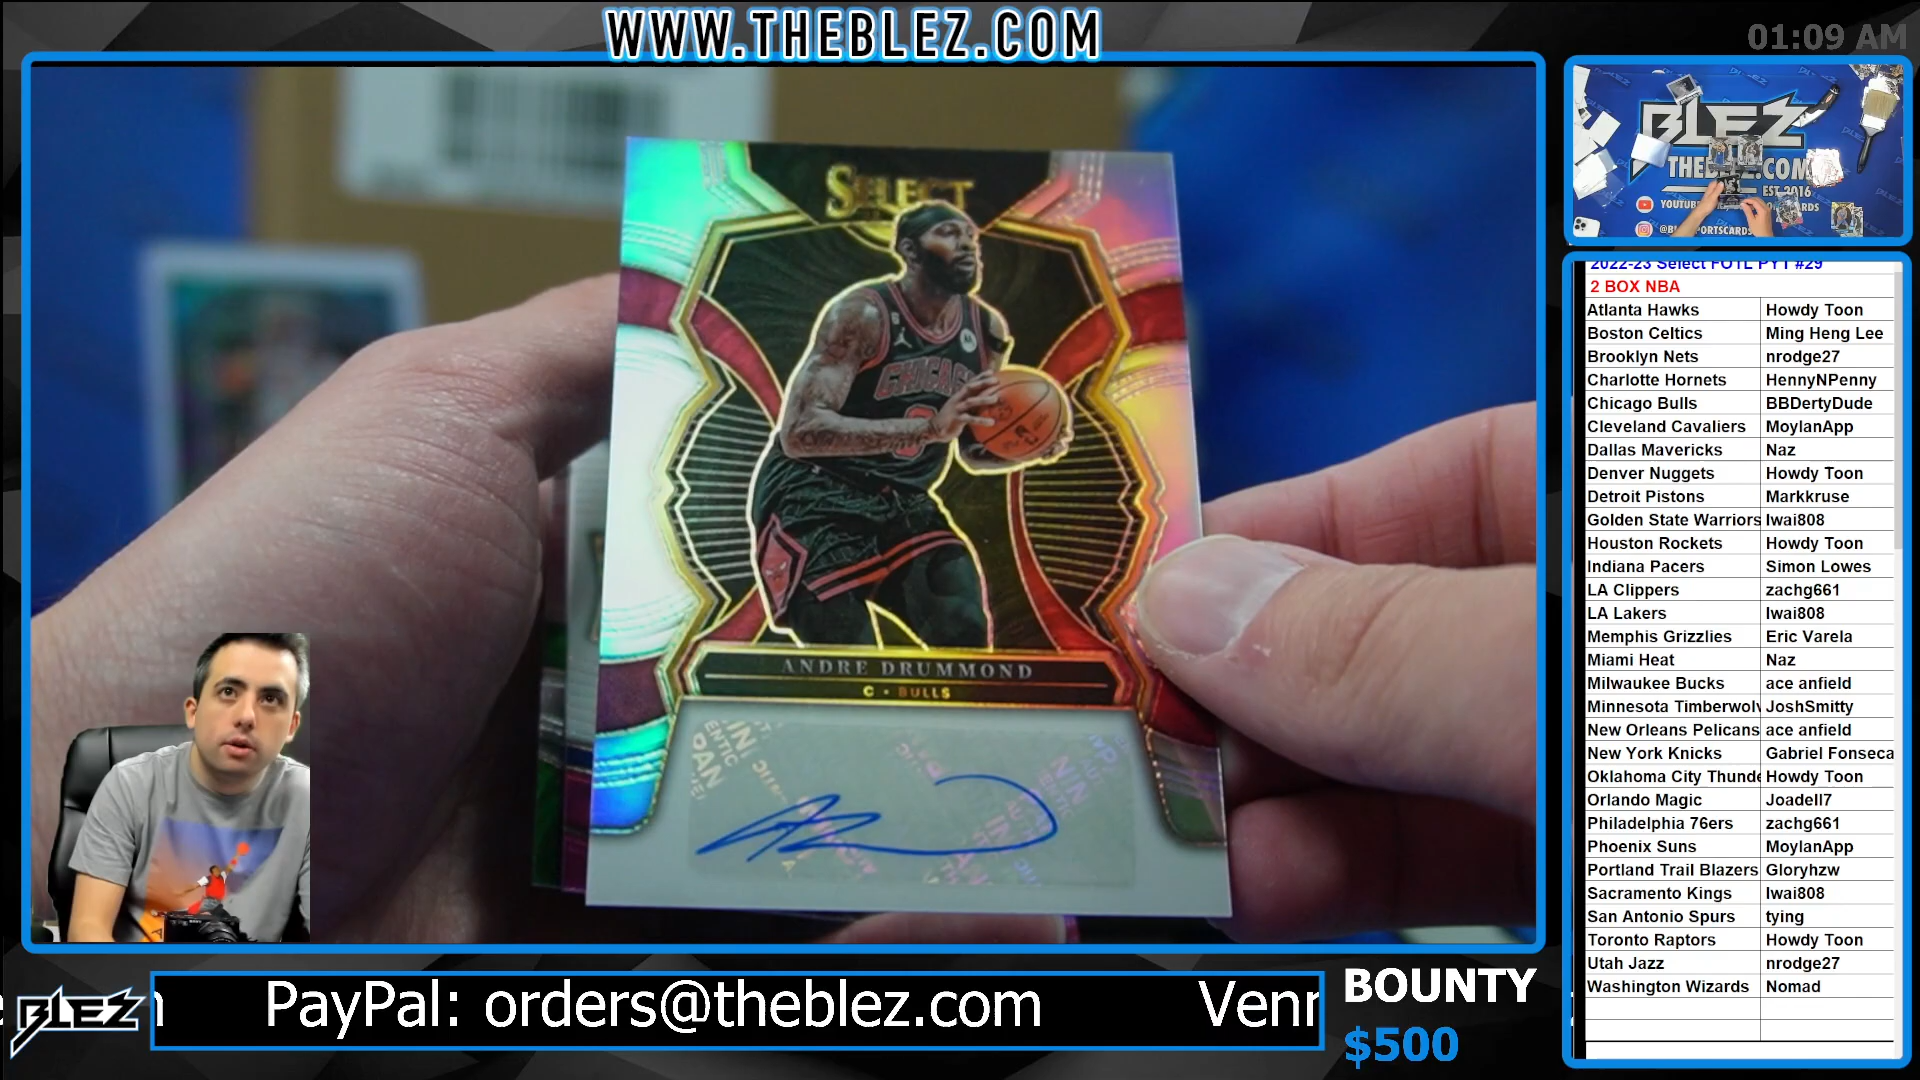 WWW.THEBLEZ.COM
01:09 AM
SELECT
CHICAGO
ANDRE DRUMMOND
C • BULLS
BLEZ
THEBLEZ.COM
EST 2016
2022-23 Select FOTL PYT #29
2 BOX NBA
Atlanta Hawks Howdy Toon
Boston Celtics Ming Heng Lee
Brooklyn Nets nrodge27
Charlotte Hornets HennyNPenny
Chicago Bulls BBDertyDude
Cleveland Cavaliers MoylanApp
Dallas Mavericks Naz
Denver Nuggets Howdy Toon
Detroit Pistons Markkruse
Golden State Warriors Iwai808
Houston Rockets Howdy Toon
Indiana Pacers Simon Lowes
LA Clippers zachg661
LA Lakers Iwai808
Memphis Grizzlies Eric Varela
Miami Heat Naz
Milwaukee Bucks ace anfield
Minnesota Timberwolv JoshSmitty
New Orleans Pelicans ace anfield
New York Knicks Gabriel Fonseca
Oklahoma City Thunde Howdy Toon
Orlando Magic Joadell7
Philadelphia 76ers zachg661
Phoenix Suns MoylanApp
Portland Trail Blazers Gloryhzw
Sacramento Kings Iwai808
San Antonio Spurs tying
Toronto Raptors Howdy Toon
Utah Jazz nrodge27
Washington Wizards Nomad
BLEZ
PayPal: orders@theblez.com Venm
BOUNTY
$500